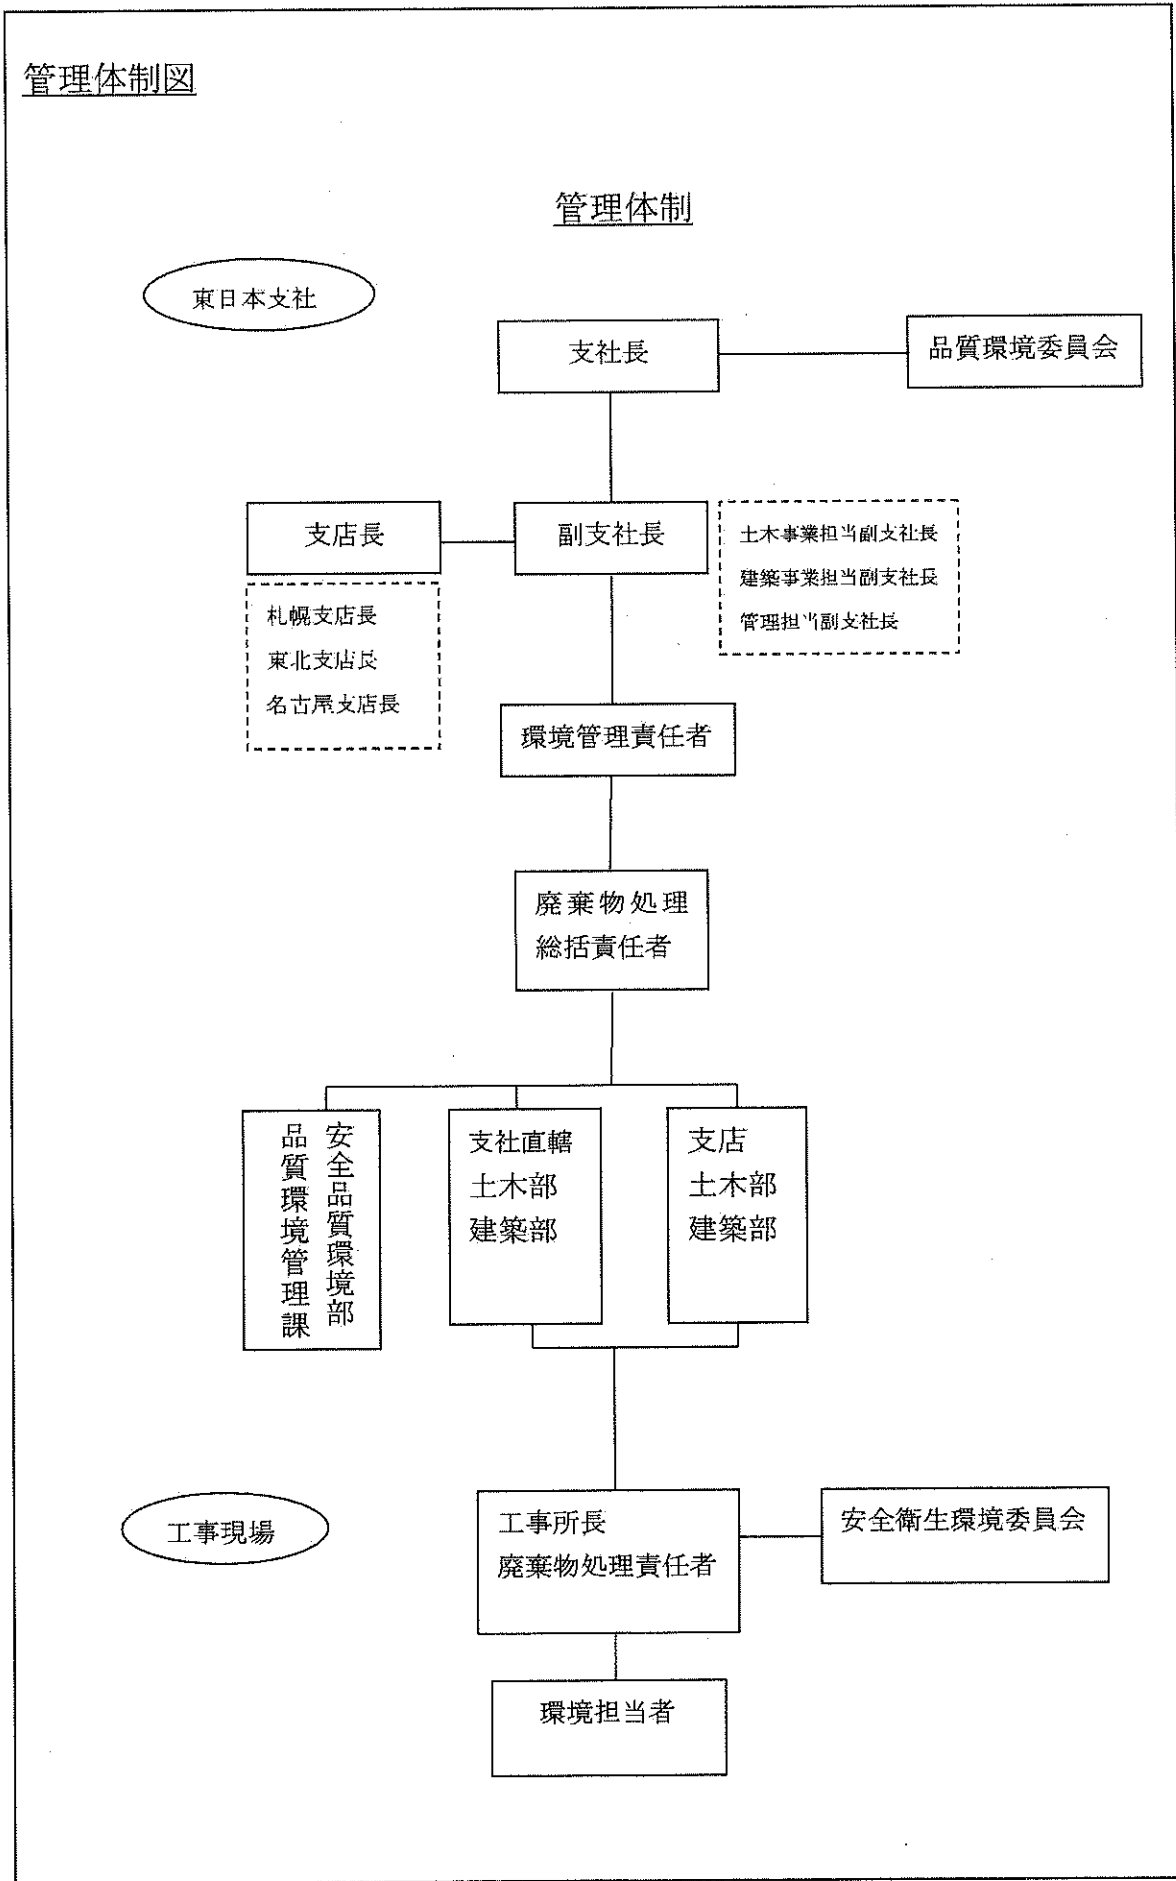 管理体制図
管理体制
東日本支社
支社長
品質環境委員会
支店長
副支社長
土木事業担当副支社長
建築事業担当副支社長
管理担当副支社長
札幌支店長
東北支店長
名古屋支店長
環境管理責任者
廃棄物処理
総括責任者
安全品質環境部
品質環境管理課
支社直轄
土木部
建築部
支店
土木部
建築部
工事現場
工事所長
廃棄物処理責任者
安全衛生環境委員会
環境担当者